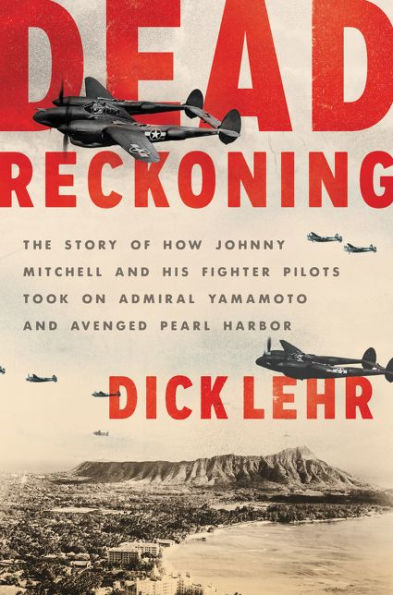 DEAD
RECKONING
THE STORY OF HOW JOHNNY
MITCHELL AND HIS FIGHTER PILOTS
TOOK ON ADMIRAL YAMAMOTO
AND AVENGED PEARL HARBOR
DICK LEHR